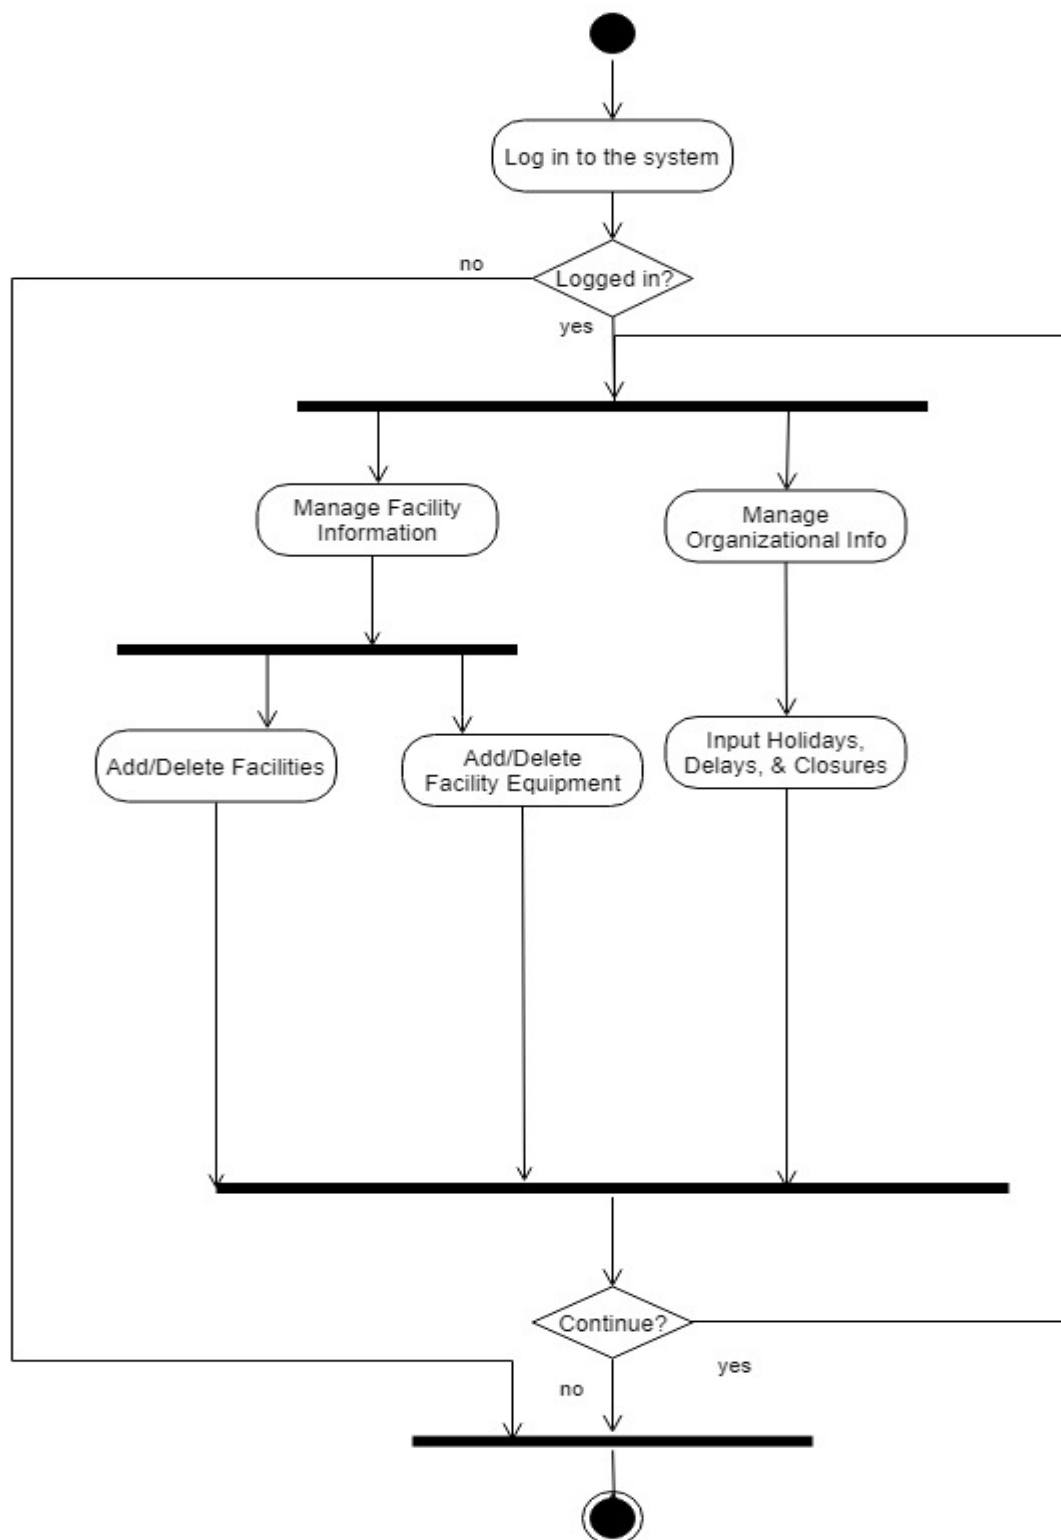 Log in to the system
no
Logged in?
yes
Manage Facility
Information
Manage
Organizational Info
Add/Delete Facilities
Add/Delete
Facility Equipment
Input Holidays,
Delays, & Closures
Continue?
yes
no